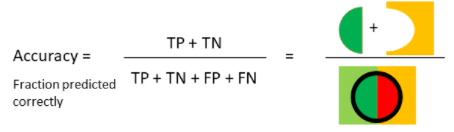 TP + TN
Accuracy = =
TP + TN + FP + FN
Fraction predicted
correctly
+